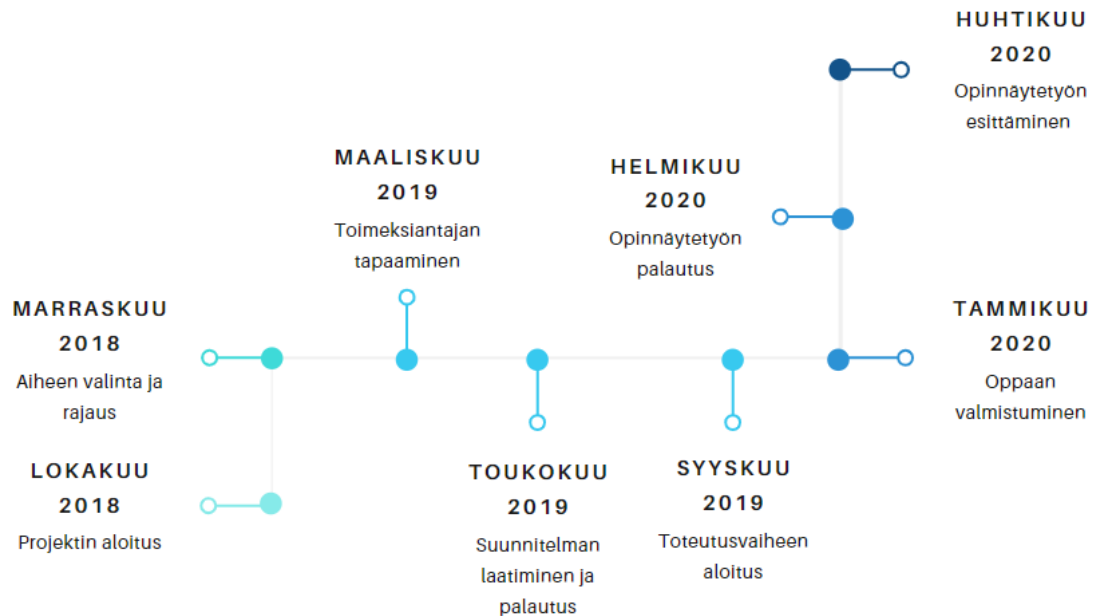 LOKAKUU
2018
Projektin aloitus
MARRASKUU
2018
Aiheen valinta ja
rajaus
MAALISKUU
2019
Toimeksiantajan
tapaaminen
TOUKOKUU
2019
Suunnitelman
laatiminen ja
palautus
SYYSKUU
2019
Toteutusvaiheen
aloitus
TAMMIKUU
2020
Oppaan
valmistuminen
HELMIKUU
2020
Opinnäytetyön
palautus
HUHTIKUU
2020
Opinnäytetyön
esittäminen